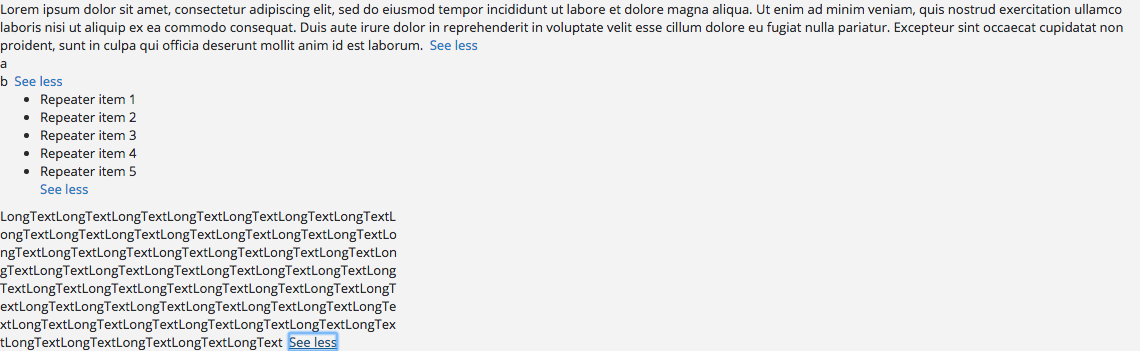 Lorem ipsum dolor sit amet, consectetur adipiscing elit, sed do eiusmod tempor incididunt ut labore et dolore magna aliqua. Ut enim ad minim veniam, quis nostrud exercitation ullamco
laboris nisi ut aliquip ex ea commodo consequat. Duis aute irure dolor in reprehenderit in voluptate velit esse cillum dolore eu fugiat nulla pariatur. Excepteur sint occaecat cupidatat non
proident, sunt in culpa qui officia deserunt mollit anim id est laborum. See less
a
b See less
• Repeater item 1
• Repeater item 2
• Repeater item 3
• Repeater item 4
• Repeater item 5
See less
LongTextLongTextLongTextLongTextLongTextLongTextLongTextL
ongTextLongTextLongTextLongTextLongTextLongTextLongTextLo
ngTextLongTextLongTextLongTextLongTextLongTextLongTextLon
gTextLongTextLongTextLongTextLongTextLongTextLongTextLong
TextLongTextLongTextLongTextLongTextLongTextLongTextLongT
extLongTextLongTextLongTextLongTextLongTextLongTextLongTe
xtLongTextLongTextLongTextLongTextLongTextLongTextLongTex
tLongTextLongTextLongTextLongTextLongText See less